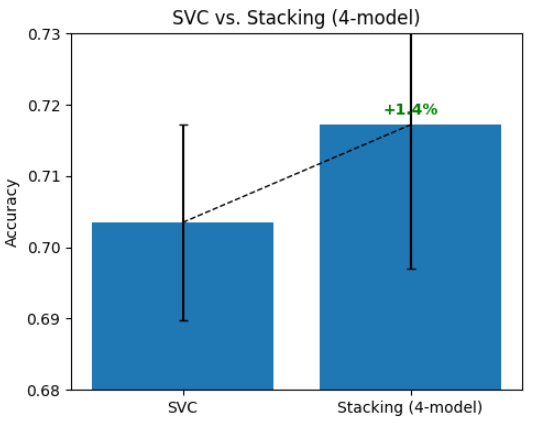 SVC vs. Stacking (4-model)
0.73
0.72
0.71
0.70
0.69
0.68
Accuracy
+1.4%
SVC
Stacking (4-model)